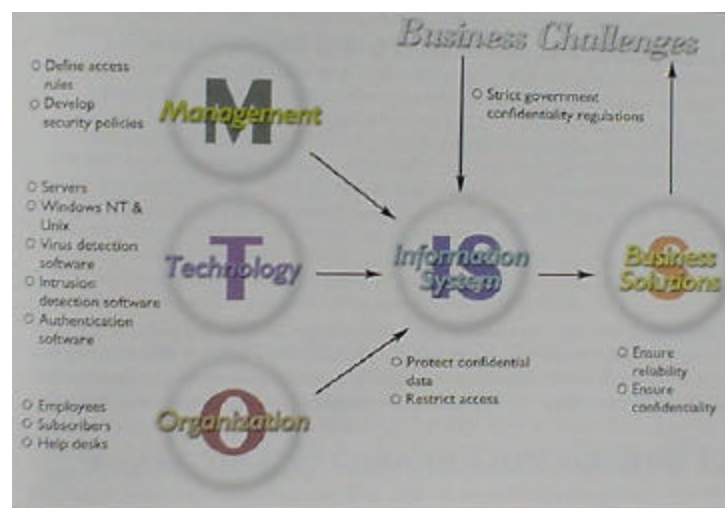 Business Challenges
Define access
rules
Develop
security policies
M
Management
Strict government
confidentiality regulations
Servers
Windows NT &
Unix
Virus detection
software
Intrusion
detection software
Authentication
software
T
Technology
IS
Information
System
S
Business
Solutions
Protect confidential
data
Restrict access
Ensure
reliability
Ensure
confidentiality
Employees
Subscribers
Help desks
O
Organization